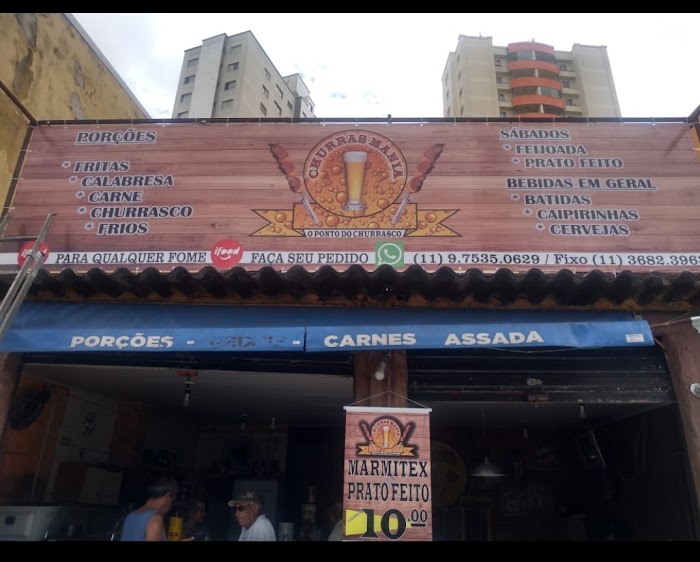 PORÇÕES
* FRITAS
* CALABRESA
* CARNE
* CHURRASCO
* FRIOS
CHURRAS MANIA
O PONTO DO CHURRASCO
SÁBADOS
* FEIJOADA
* PRATO FEITO
BEBIDAS EM GERAL
* BATIDAS
* CAIPIRINHAS
* CERVEJAS
PARA QUALQUER FOME ifood FAÇA SEU PEDIDO (11) 9.7535.0629 / Fixo (11) 3682.396
PORÇÕES -
CARNES ASSADA
MARMITEX
PRATO FEITO
10,00